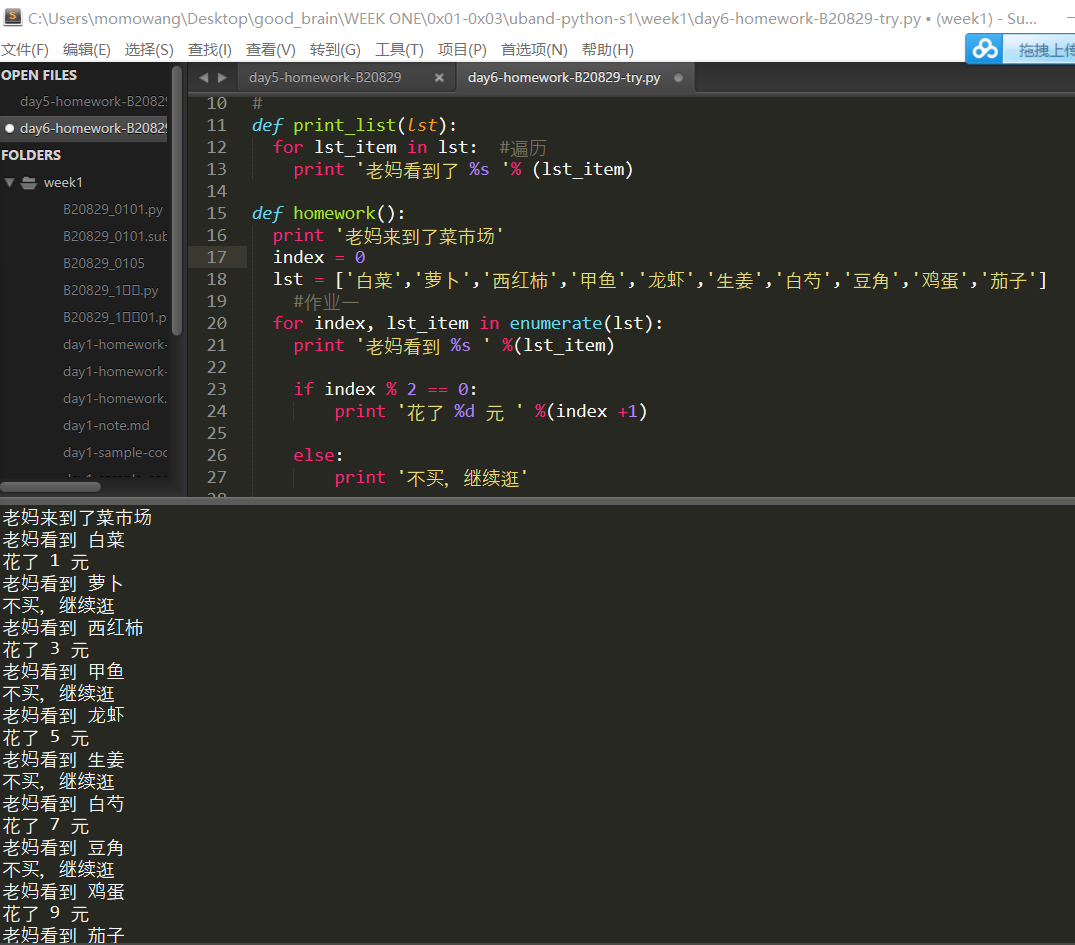 C:\Users\momowang\Desktop\good_brain\WEEK ONE\0x01-0x03\uband-python-s1\week1\day6-homework-B20829-try.py • (week1) - Su...
文件(F) 编辑(E) 选择(S) 查找(I) 查看(V) 转到(G) 工具(T) 项目(P) 首选项(N) 帮助(H)
拖拽上传
OPEN FILES
day5-homework-B2082
day6-homework-B2082
FOLDERS
week1
B20829_0101.py
B20829_0101.sub
B20829_0105
B20829_1▯▯.py
B20829_1▯▯01.p
day1-homework-
day1-homework-
day1-homework.
day1-note.md
day1-sample-coc
day5-homework-B20829 ×
day6-homework-B20829-try.py
10 #
11 def print_list(lst):
12 for lst_item in lst: #遍历
13 print '老妈看到了 %s '% (lst_item)
14
15 def homework():
16 print '老妈来到了菜市场'
17 index = 0
18 lst = ['白菜','萝卜','西红柿','甲鱼','龙虾','生姜','白芍','豆角','鸡蛋','茄子']
19 #作业一
20 for index, lst_item in enumerate(lst):
21 print '老妈看到 %s ' %(lst_item)
22
23 if index % 2 == 0:
24 print '花了 %d 元 ' %(index +1)
25
26 else:
27 print '不买, 继续逛'
28
老妈来到了菜市场
老妈看到 白菜
花了 1 元
老妈看到 萝卜
不买, 继续逛
老妈看到 西红柿
花了 3 元
老妈看到 甲鱼
不买, 继续逛
老妈看到 龙虾
花了 5 元
老妈看到 生姜
不买, 继续逛
老妈看到 白芍
花了 7 元
老妈看到 豆角
不买, 继续逛
老妈看到 鸡蛋
花了 9 元
老妈看到 茄子